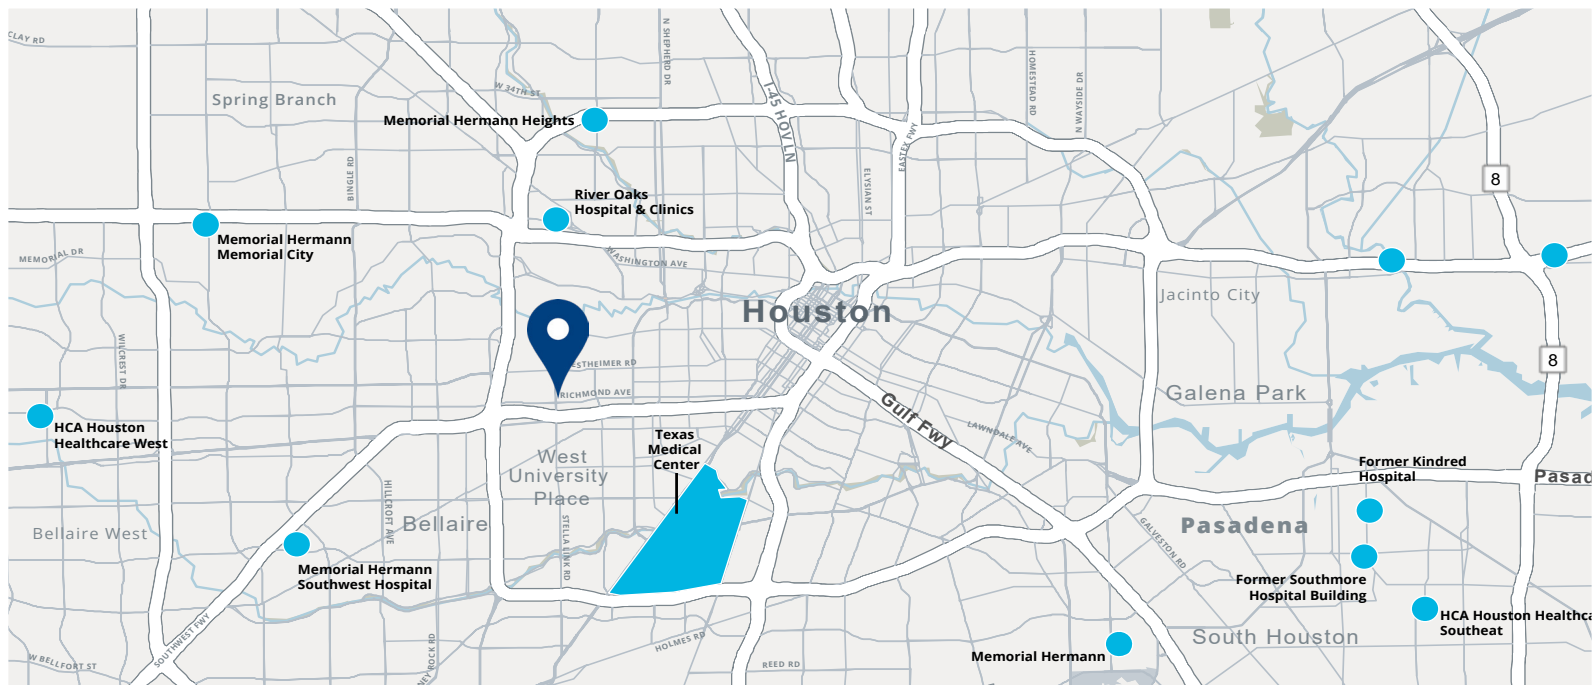 CLAY RD
N SHEPHERD DR
W 34TH ST
I-45 HOV LN
HOMESTEAD RD
N WAYSIDE DR
Spring Branch
Memorial Hermann Heights
EASTEX FWY
BINGLE RD
ELYSIAN ST
8
River Oaks
Hospital & Clinics
Memorial Hermann
Memorial City
MEMORIAL DR
WASHINGTON AVE
Jacinto City
Houston
WILCREST DR
ESTHEIMER RD
8
RICHMOND AVE
Galena Park
Gulf Fwy
HCA Houston
Healthcare West
Texas
Medical
Center
LAWNDALE AVE
West
University
Place
Former Kindred
Hospital
Pasad
HILLCROFT AVE
Bellaire
Bellaire West
STELLA LINK RD
GALVESTON RD
Pasadena
Memorial Hermann
Southwest Hospital
Former Southmore
Hospital Building
HCA Houston Healthca
Southeat
SOUTHWEST FWY
HOLMES RD
South Houston
W BELLFORT ST
NEY ROCK RD
REED RD
Memorial Hermann